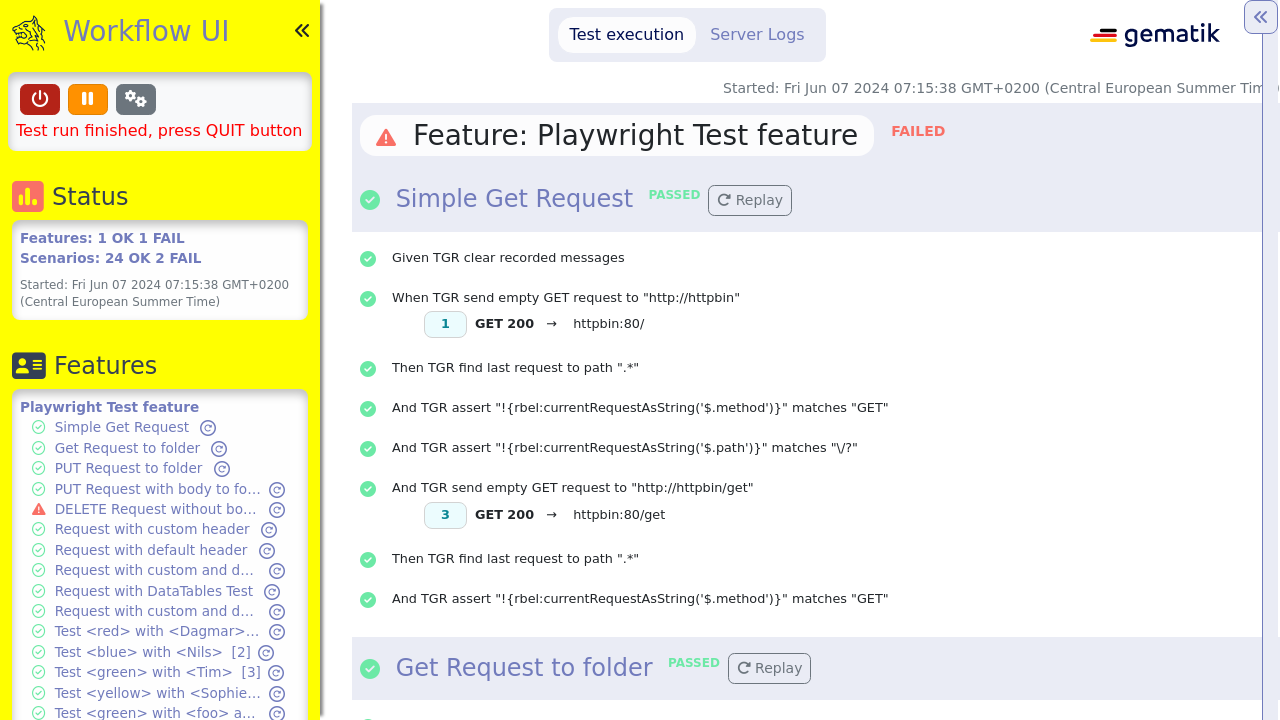 Workflow UI
Test run finished, press QUIT button
Status
Features: 1 OK 1 FAIL
Scenarios: 24 OK 2 FAIL
Started: Fri Jun 07 2024 07:15:38 GMT+0200
(Central European Summer Time)
Features
Playwright Test feature
Simple Get Request
Get Request to folder
PUT Request to folder
PUT Request with body to fo...
DELETE Request without bo...
Request with custom header
Request with default header
Request with custom and d...
Request with DataTables Test
Request with custom and d...
Test <red> with <Dagmar>...
Test <blue> with <Nils> [2]
Test <green> with <Tim> [3]
Test <yellow> with <Sophie...
Test <green> with <foo> a...
Test execution
Server Logs
gematik
Started: Fri Jun 07 2024 07:15:38 GMT+0200 (Central European Summer Tim
Feature: Playwright Test feature FAILED
Simple Get Request PASSED Replay
Given TGR clear recorded messages
When TGR send empty GET request to "http://httpbin"
1 GET 200 → httpbin:80/
Then TGR find last request to path ".*"
And TGR assert "!{rbel:currentRequestAsString('$.method')}" matches "GET"
And TGR assert "!{rbel:currentRequestAsString('$.path')}" matches "\/?"
And TGR send empty GET request to "http://httpbin/get"
3 GET 200 → httpbin:80/get
Then TGR find last request to path ".*"
And TGR assert "!{rbel:currentRequestAsString('$.method')}" matches "GET"
Get Request to folder PASSED Replay